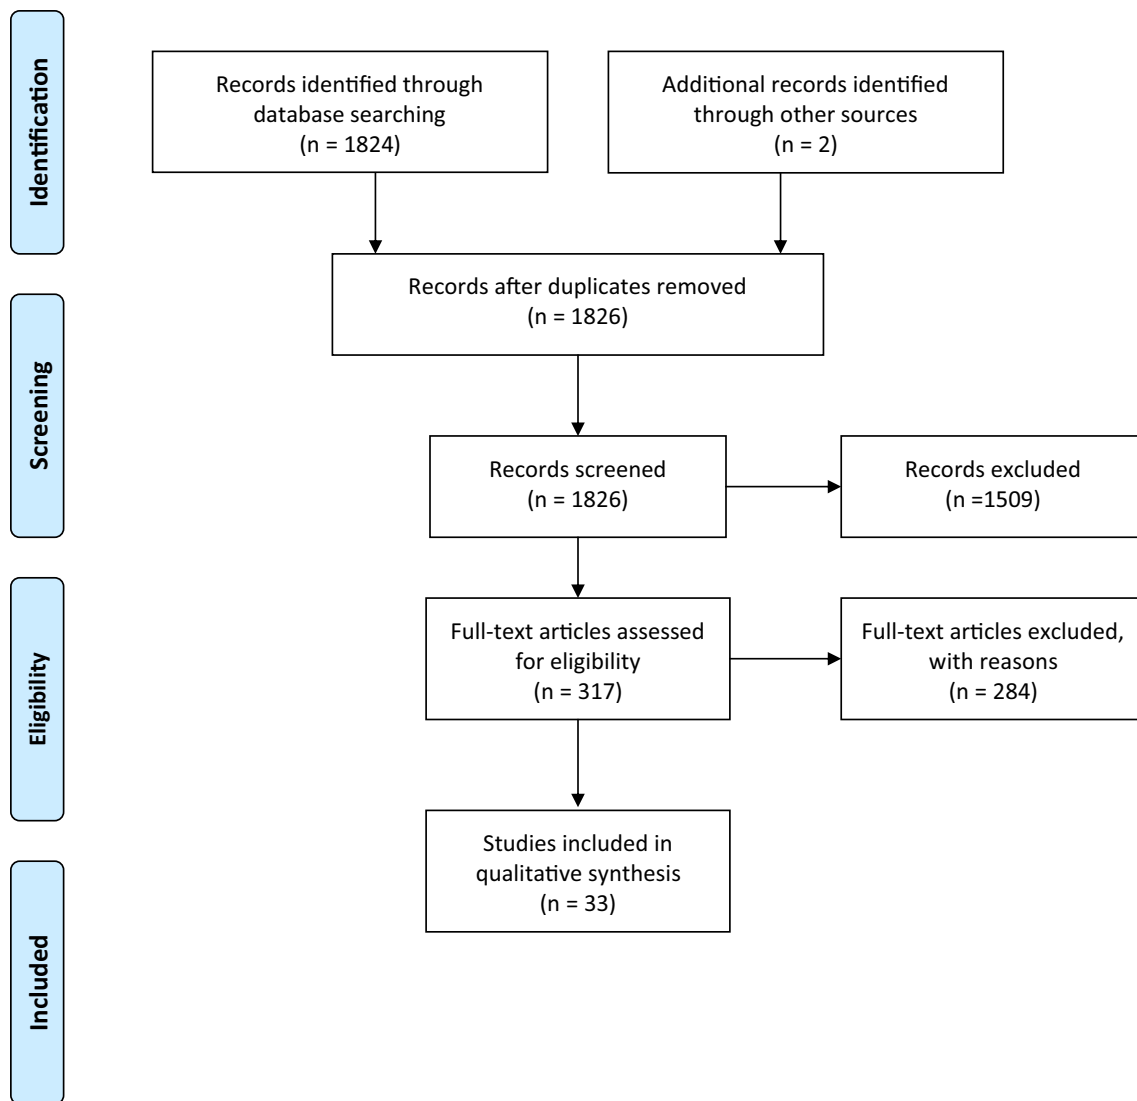 Identification
Records identified through
database searching
(n = 1824)
Additional records identified
through other sources
(n = 2)
Records after duplicates removed
(n = 1826)
Screening
Records screened
(n = 1826)
Records excluded
(n =1509)
Eligibility
Full-text articles assessed
for eligibility
(n = 317)
Full-text articles excluded,
with reasons
(n = 284)
Studies included in
qualitative synthesis
(n = 33)
Included